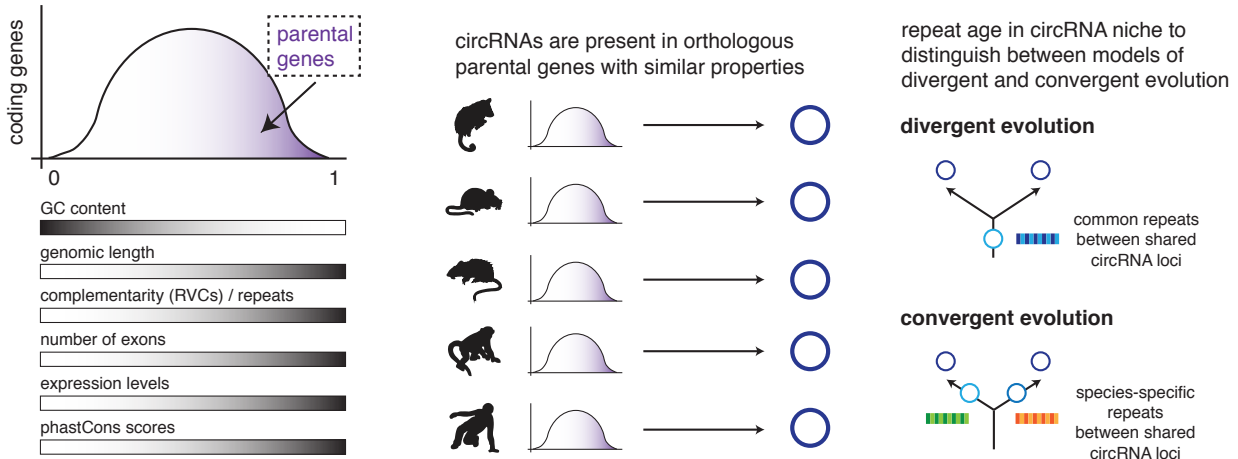 coding genes
parental
genes
0
1
GC content
genomic length
complementarity (RVCs) / repeats
number of exons
expression levels
phastCons scores
circRNAs are present in orthologous
parental genes with similar properties
repeat age in circRNA niche to
distinguish between models of
divergent and convergent evolution
divergent evolution
common repeats
between shared
circRNA loci
convergent evolution
species-specific
repeats
between shared
circRNA loci